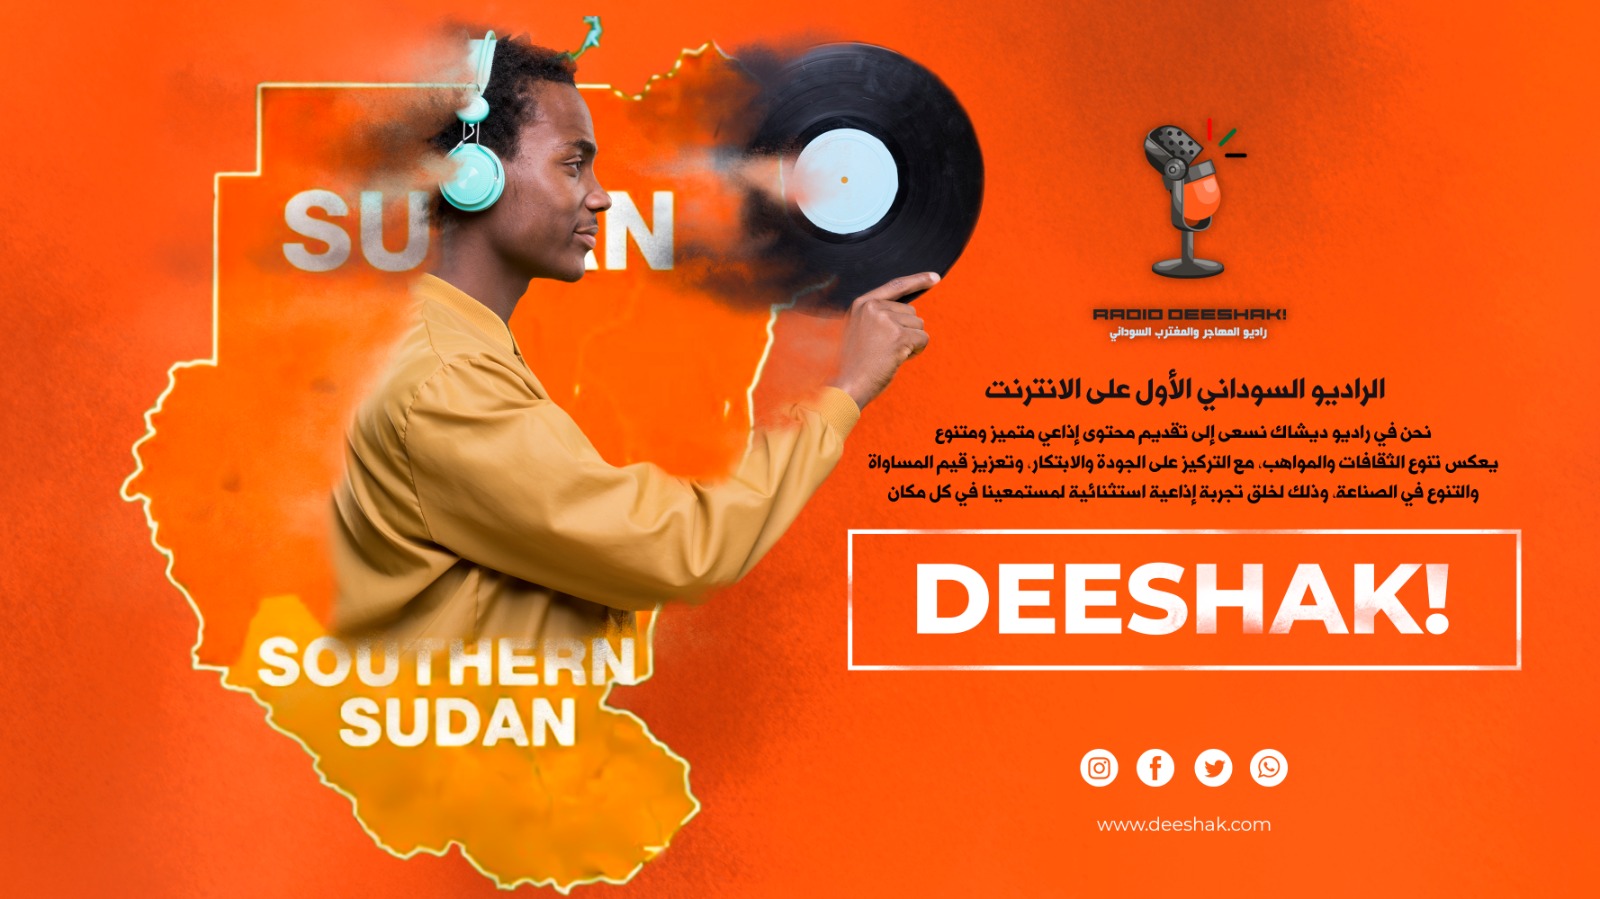 SUDAN
SOUTHERN
SUDAN
RADIO DEESHAK!
راديو المهاجر والمغترب السوداني
الراديو السوداني الأول على الانترنت
نحن في راديو ديشاك نسعى إلى تقديم محتوى إذاعي متميز ومتنوع
يعكس تنوع الثقافات والمواهب، مع التركيز على الجودة والابتكار، وتعزيز قيم المساواة
والتنوع في الصناعة، وذلك لخلق تجربة إذاعية استثنائية لمستمعينا في كل مكان
DEESHAK!
www.deeshak.com